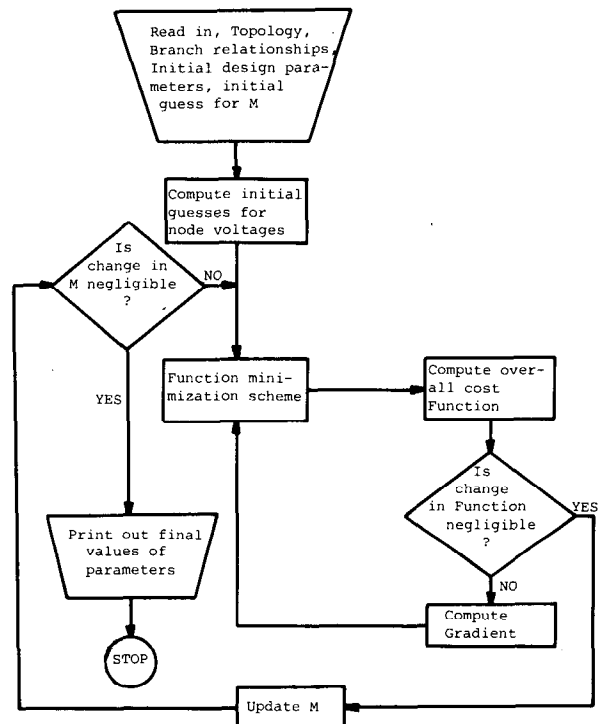 Read in, Topology,
Branch relationships,
Initial design para-
meters, initial
guess for M
Compute initial
guesses for
node voltages
Is
change in
M negligible
?
NO
YES
Function mini-
mization scheme
Compute over-
all cost
Function
Is
change
in Function
negligible
?
YES
NO
Compute
Gradient
Print out final
values of
parameters
STOP
Update M